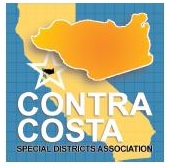 CONTRA
COSTA
SPECIAL DISTRICTS ASSOCIATION